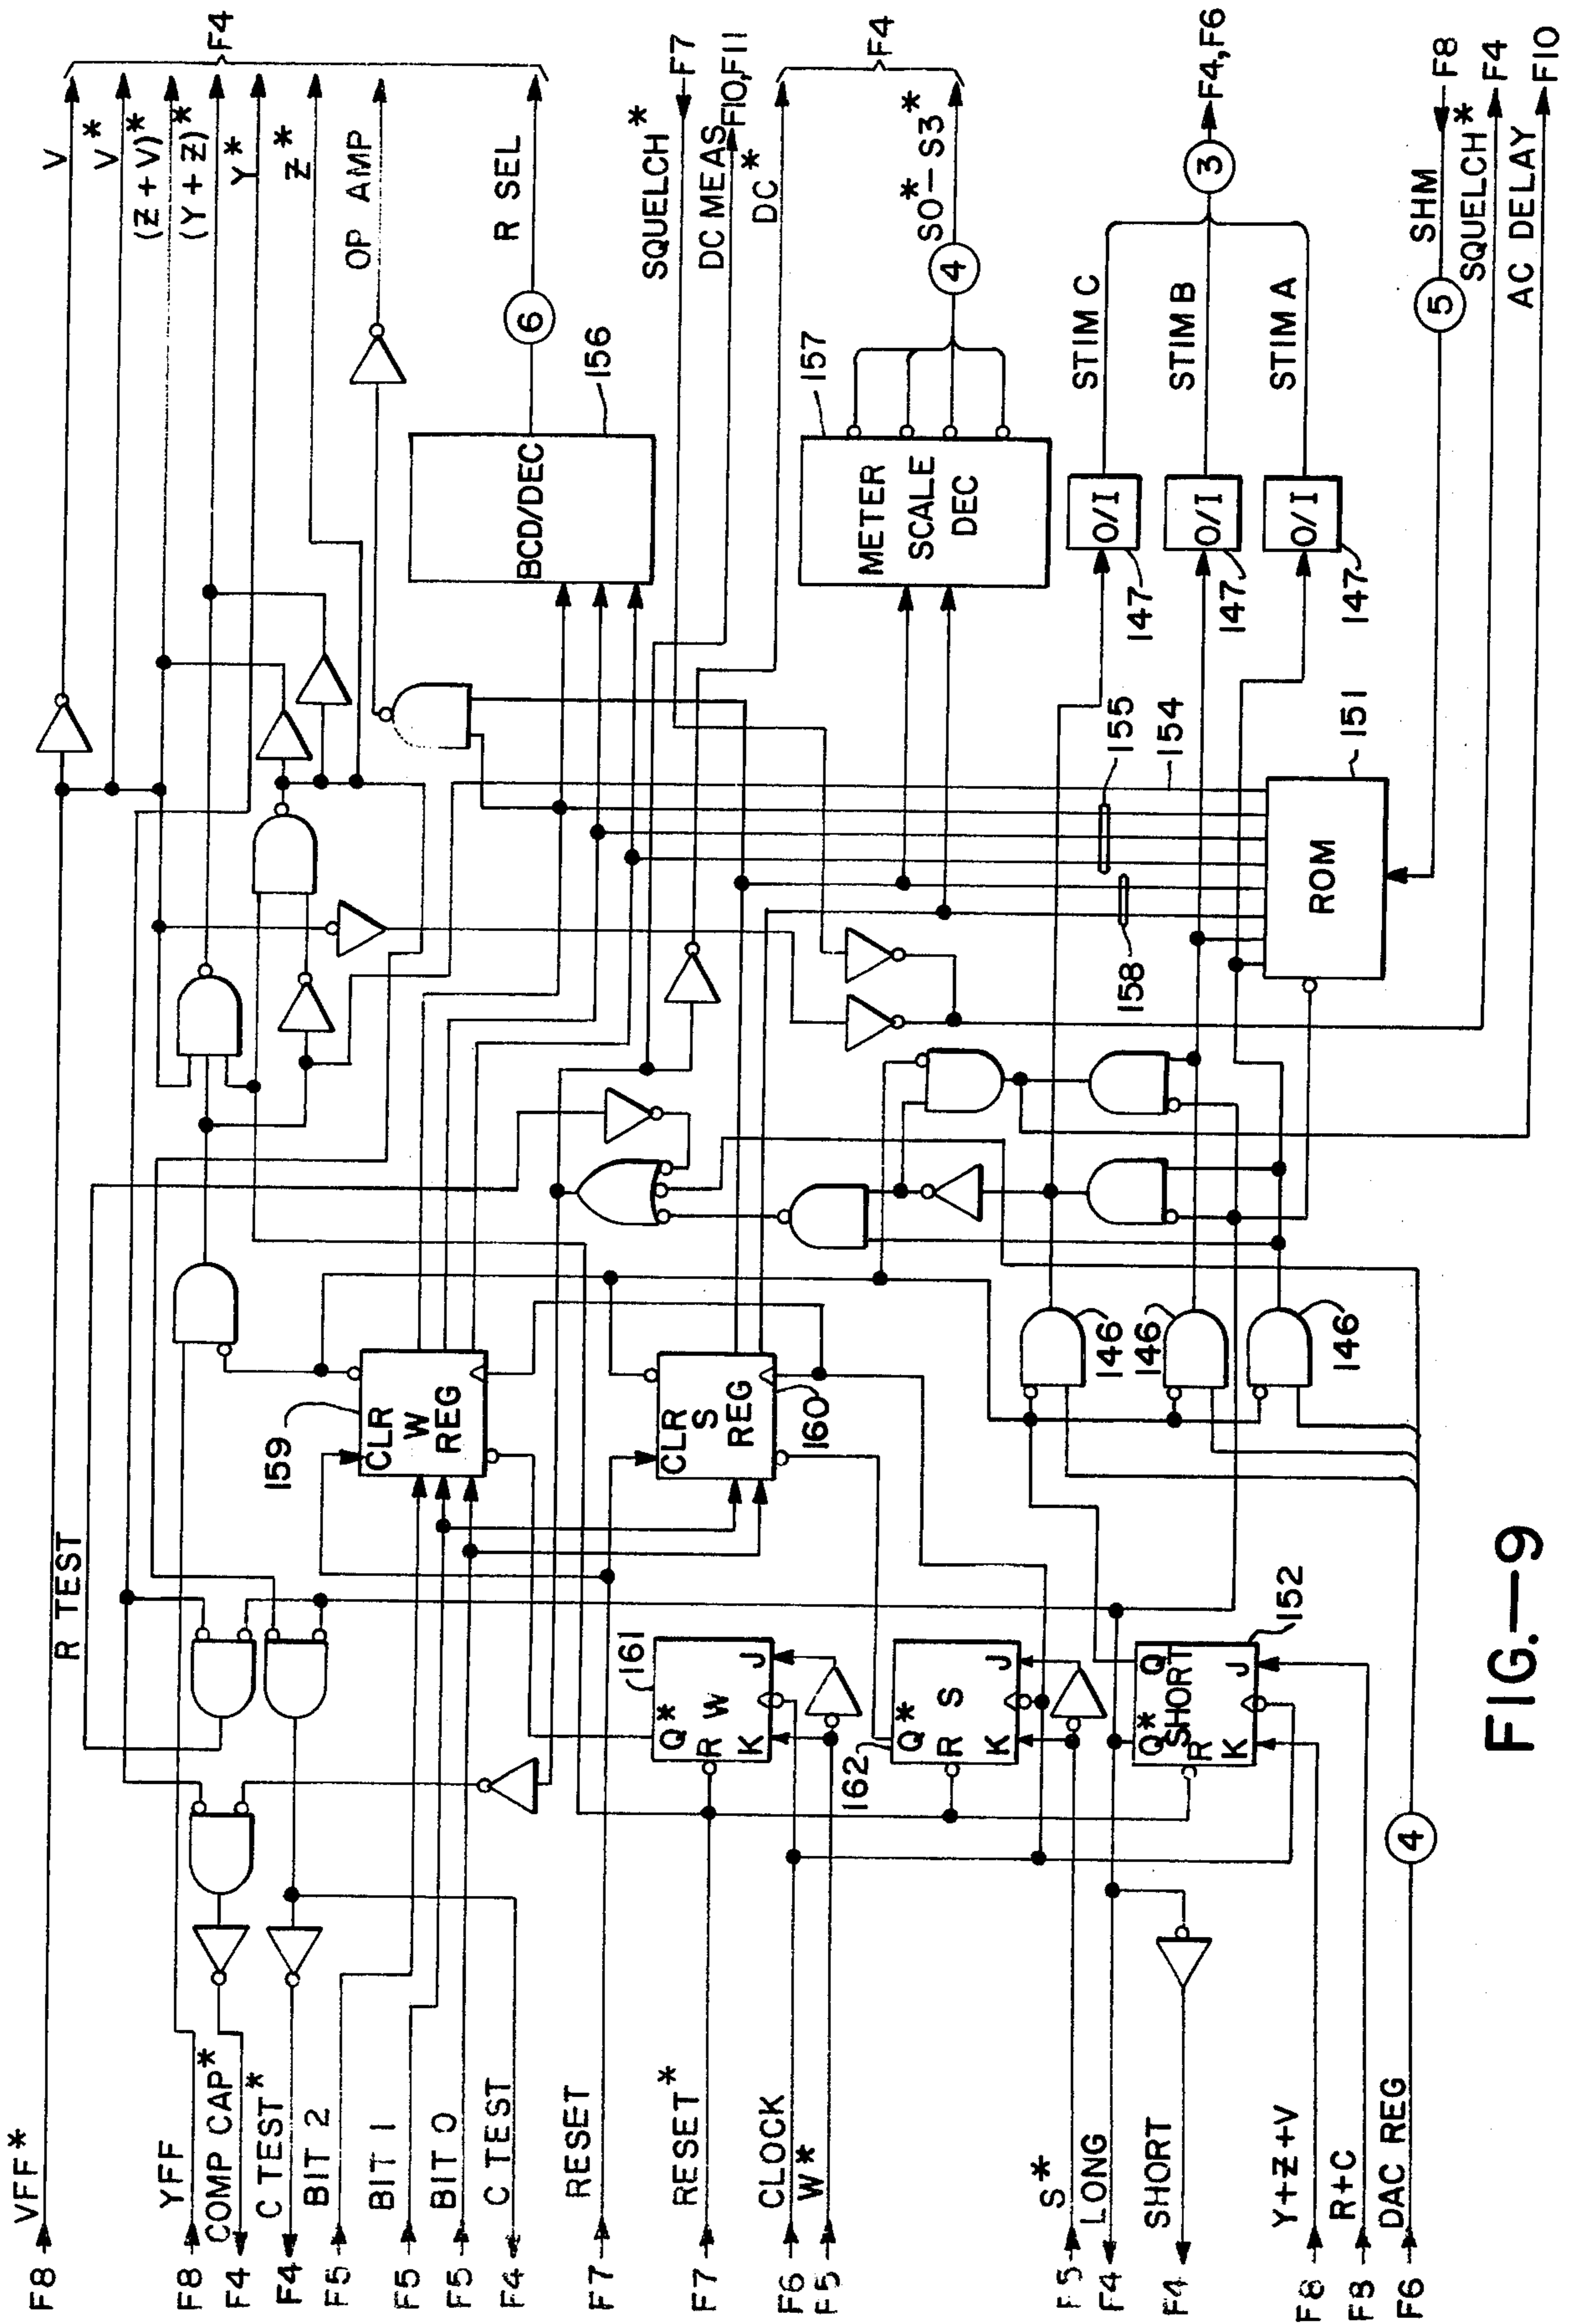 VFF*
F8
R TEST
V
V*
(Z+V)*
(Y+Z)*
Y*
Z*
F4
OP AMP
R SEL
6
YFF
F8
COMP CAP*
F4
C TEST*
F4
BIT 2
F5
BIT 1
F5
BIT 0
F5
C TEST
F4
159
CLR
W
REG
BCD/DEC
156
SQUELCH*
F7
DC MEAS
F10,F11
DC*
F4
RESET
F7
RESET*
F7
CLOCK
F6
W*
F5
161
Q*
W
R
J
K
CLR
S
REG
160
157
METER
SCALE
DEC
4
S0*–S3*
S*
F5
LONG
F4
SHORT
F4
162
Q*
S
R
J
K
Q*
Q
SHORT
R
J
K
152
146
146
146
O/I
147
STIM C
O/I
147
STIM B
O/I
147
STIM A
3
F4,F6
155
154
158
151
ROM
5
SHM
F8
SQUELCH*
F4
AC DELAY
F10
Y+Z+V
F8
R+C
DAC REG
F6
4
FIG.—9